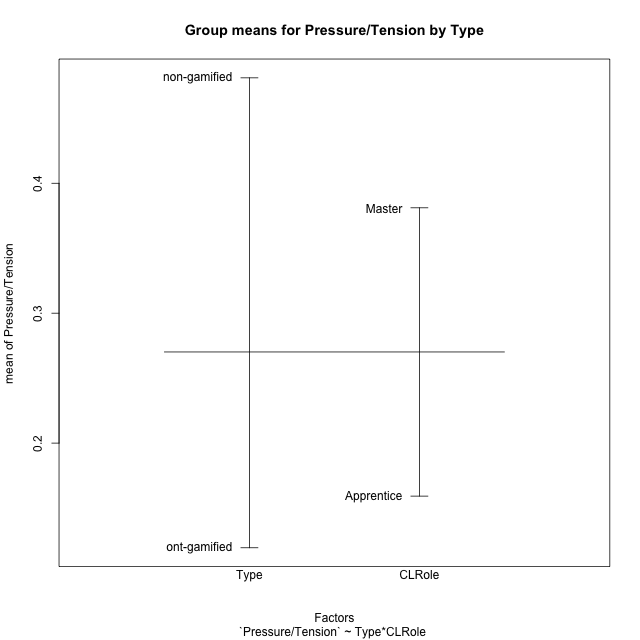 Group means for Pressure/Tension by Type
mean of Pressure/Tension
0.4
0.3
0.2
non-gamified
Master
Apprentice
ont-gamified
Type
CLRole
Factors
`Pressure/Tension` ~ Type*CLRole